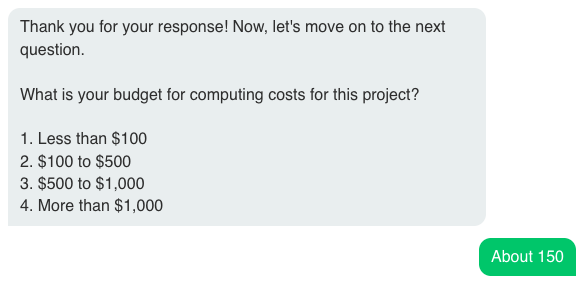 Thank you for your response! Now, let's move on to the next
question.
What is your budget for computing costs for this project?
1. Less than $100
2. $100 to $500
3. $500 to $1,000
4. More than $1,000
About 150